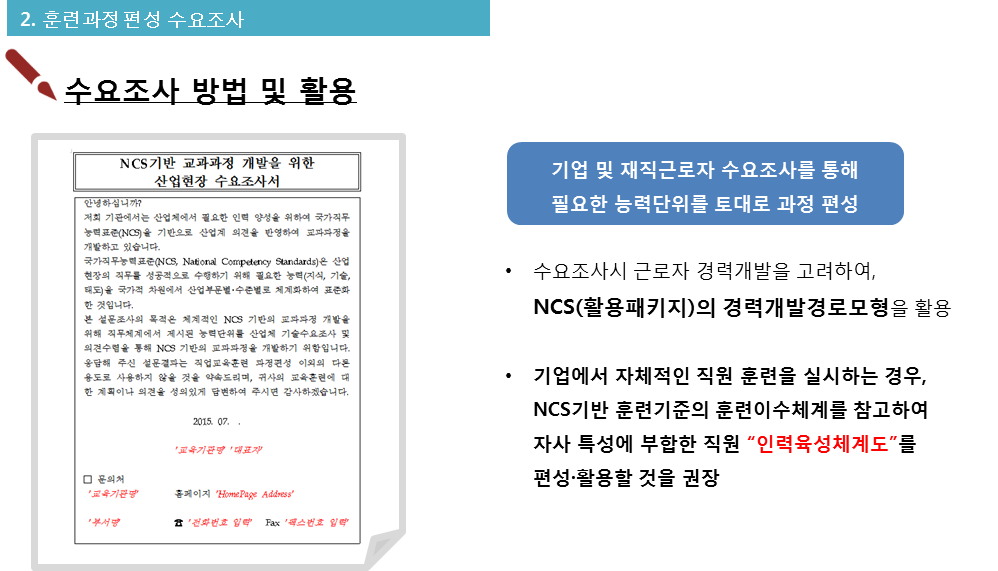 2. 훈련과정편성 수요조사
수요조사 방법 및 활용
NCS기반 교과과정 개발을 위한
산업현장 수요조사서
안녕하십니까?
저희 기관에서는 산업체에서 필요한 인력 양성을 위하여 국가직무
능력표준(NCS)을 기반으로 산업계 의견을 반영하여 교과과정을
개발하고 있습니다.
국가직무능력표준(NCS, National Competency Standards)은 산업
현장의 직무를 성공적으로 수행하기 위해 필요한 능력(지식, 기술,
태도)을 국가적 차원에서 산업부문별·수준별로 체계화하여 표준화
한 것입니다.
본 설문조사의 목적은 체계적인 NCS 기반의 교과과정 개발을
위해 직무체계에서 제시된 능력단위를 산업체 기술수요조사 및
의견수렴을 통해 NCS 기반의 교과과정을 개발하기 위함입니다.
응답해 주신 설문결과는 직업교육훈련 과정편성 이외의 다른
용도로 사용하지 않을 것을 약속드리며, 귀사의 교육훈련에 대
한 계획이나 의견을 성의있게 답변하여 주시면 감사하겠습니다.
2015. 07. .
'교육기관명' '대표자'
□ 문의처
'교육기관명' 홈페이지 'HomePage Address'
'부서명' ☎ '전화번호 입력' Fax '팩스번호 입력'
기업 및 재직근로자 수요조사를 통해
필요한 능력단위를 토대로 과정 편성
• 수요조사시 근로자 경력개발을 고려하여,
NCS(활용패키지)의 경력개발경로모형을 활용
• 기업에서 자체적인 직원 훈련을 실시하는 경우,
NCS기반 훈련기준의 훈련이수체계를 참고하여
자사 특성에 부합한 직원 “인력육성체계도”를
편성·활용할 것을 권장